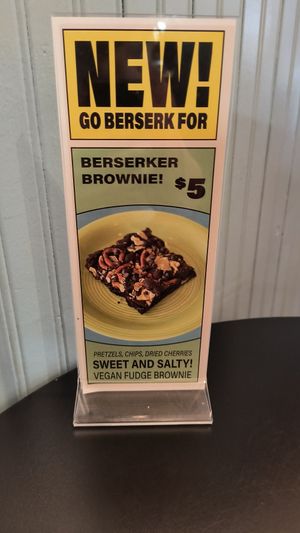 NEW!
GO BERSERK FOR
BERSERKER
BROWNIE! $5
PRETZELS, CHIPS, DRIED CHERRIES
SWEET AND SALTY!
VEGAN FUDGE BROWNIE